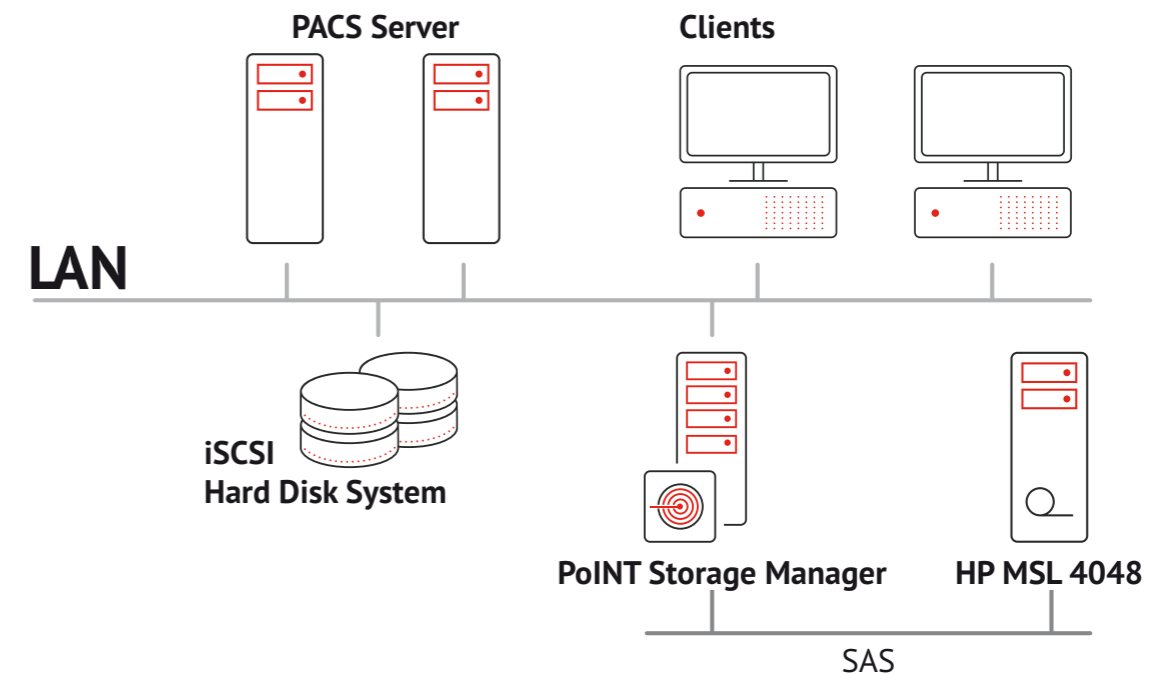 PACS Server
Clients
LAN
iSCSI
Hard Disk System
PoINT Storage Manager
HP MSL 4048
SAS